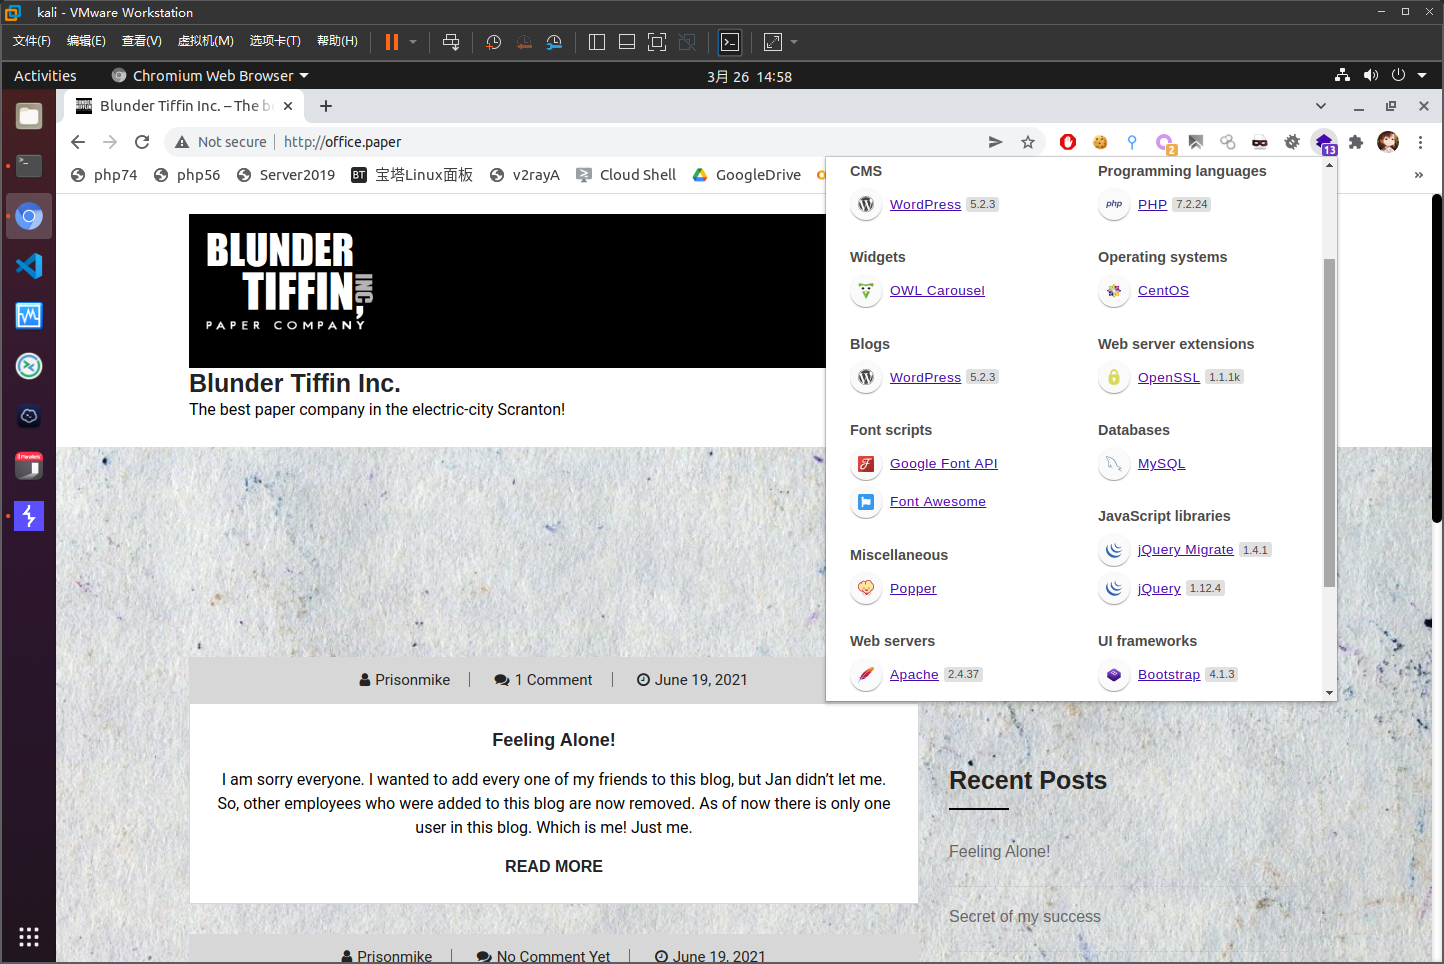 kali - VMware Workstation
文件(F) 编辑(E) 查看(V) 虚拟机(M) 选项卡(T) 帮助(H)
Activities Chromium Web Browser 3月 26 14:58
Blunder Tiffin Inc. – The be
Not secure http://office.paper
2
13
php74 php56 Server2019 BT 宝塔Linux面板 v2rayA Cloud Shell GoogleDrive »
BLUNDER
TIFFIN,
INC
PAPER COMPANY
Blunder Tiffin Inc.
The best paper company in the electric-city Scranton!
CMS
WordPress 5.2.3
Widgets
OWL Carousel
Blogs
WordPress 5.2.3
Font scripts
Google Font API
Font Awesome
Miscellaneous
Popper
Web servers
Apache 2.4.37
Programming languages
php PHP 7.2.24
Operating systems
CentOS
Web server extensions
OpenSSL 1.1.1k
Databases
MySQL
JavaScript libraries
jQuery Migrate 1.4.1
jQuery 1.12.4
UI frameworks
Bootstrap 4.1.3
Prisonmike 1 Comment June 19, 2021
Feeling Alone!
I am sorry everyone. I wanted to add every one of my friends to this blog, but Jan didn’t let me.
So, other employees who were added to this blog are now removed. As of now there is only one
user in this blog. Which is me! Just me.
READ MORE
Prisonmike No Comment Yet June 19, 2021
Recent Posts
Feeling Alone!
Secret of my success